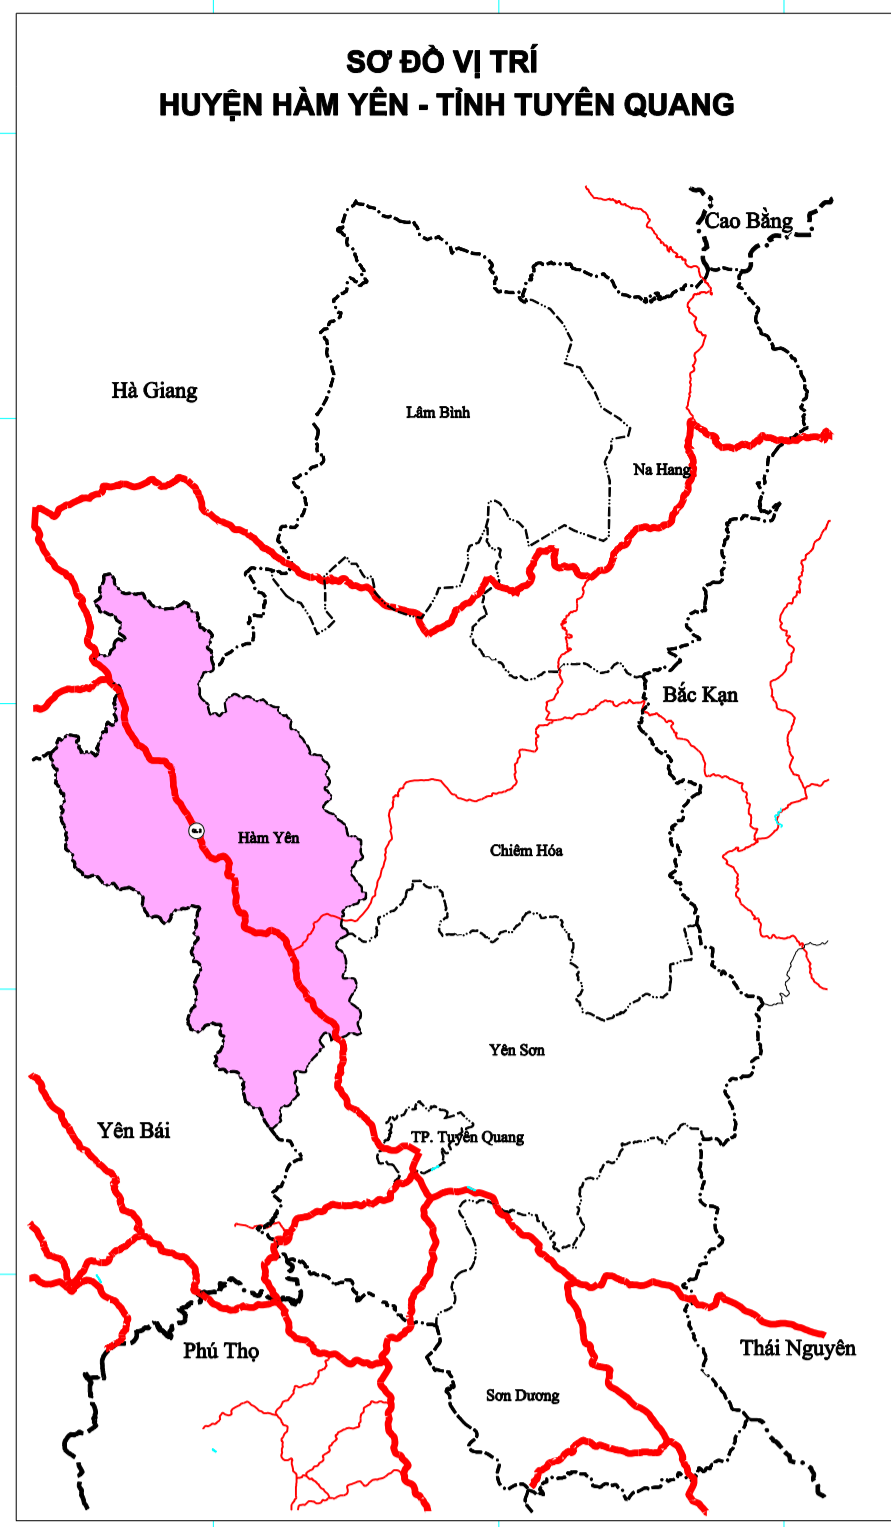 SƠ ĐỒ VỊ TRÍ
HUYỆN HÀM YÊN - TỈNH TUYÊN QUANG
Cao Bằng
Hà Giang
Lâm Bình
Na Hang
Bắc Kạn
Hàm Yên
Chiêm Hóa
Yên Sơn
Yên Bái
TP. Tuyên Quang
Phú Thọ
Thái Nguyên
Sơn Dương